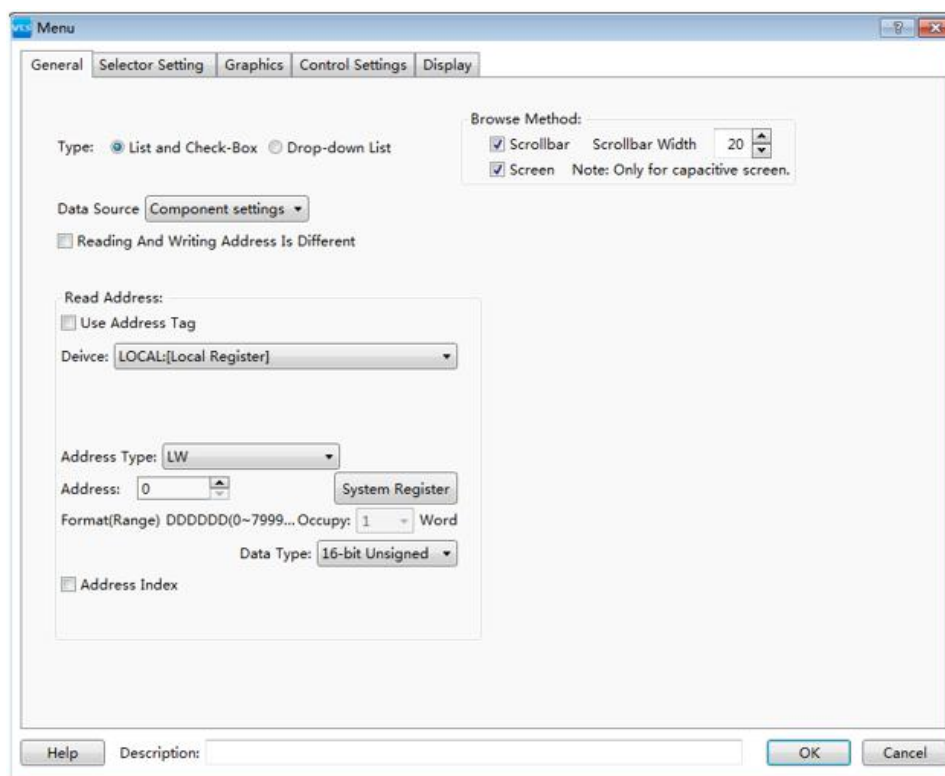 Menu
General Selector Setting Graphics Control Settings Display
Browse Method:
Type: List and Check-Box Drop-down List
Scrollbar Scrollbar Width 20
Screen Note: Only for capacitive screen.
Data Source Component settings
Reading And Writing Address Is Different
Read Address:
Use Address Tag
Deivce: LOCAL:[Local Register]
Address Type: LW
Address: 0 System Register
Format(Range) DDDDDD(0~7999... Occupy: 1 Word
Data Type: 16-bit Unsigned
Address Index
Help Description: OK Cancel